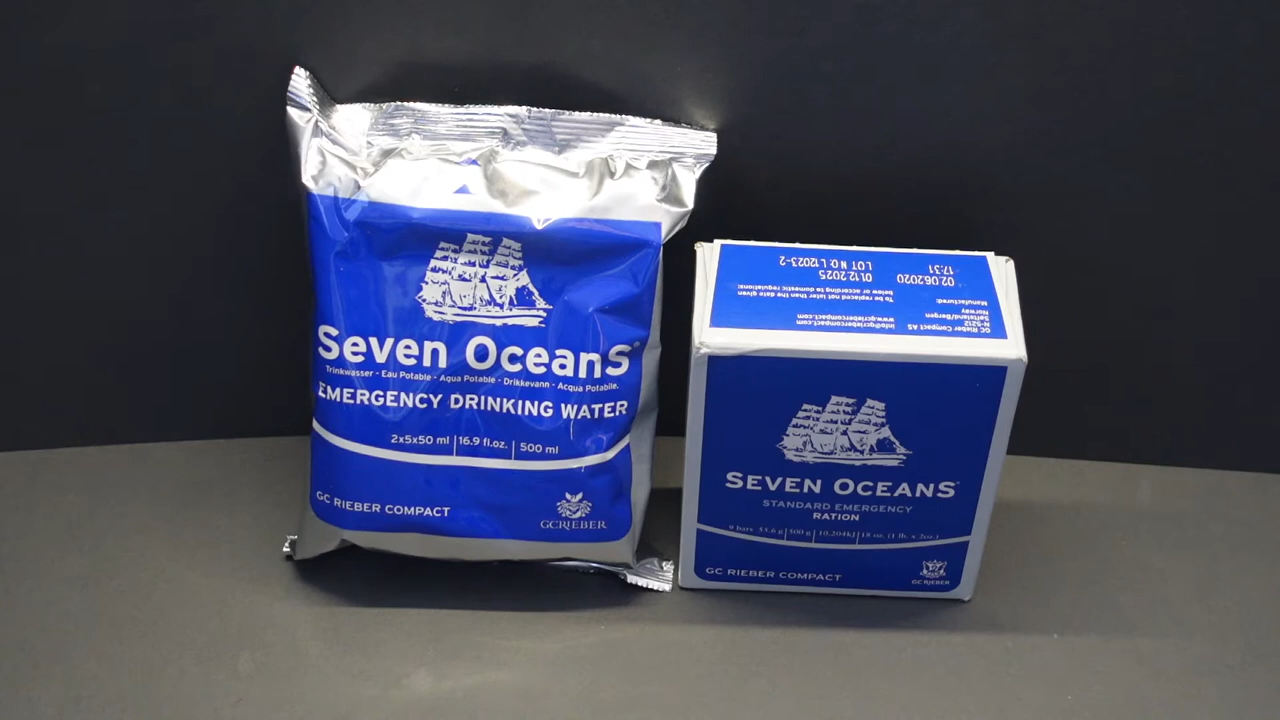 Seven OceanS®
Trinkwasser - Eau Potable - Agua Potable - Drikkevann - Acqua Potabile.
EMERGENCY DRINKING WATER
2x5x50 ml | 16.9 fl.oz. | 500 ml
GC RIEBER COMPACT
GCRIEBER
GC Rieber Compact AS
N-5212
Søfteland/Bergen
Norway
Manufactured:
02.06.2020
17:31
info@gcriebercompact.com
www.gcriebercompact.com
To be replaced not later than the date given
below or according to domestic regulations:
01.12.2025
LOT NO: L 12023-2
SEVEN OCEANS®
STANDARD EMERGENCY
RATION
9 bars 55.6 g | 500 g | 10.204kJ | 18 oz. (1 lb. x 2oz.)
GC RIEBER COMPACT
GC RIEBER